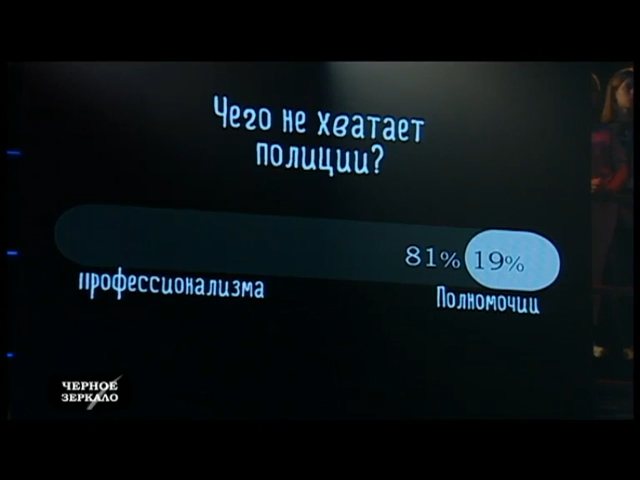 Чего не хватает
полиции?
81% 19%
Профессионализма
Полномочий
ЧЕРНОЕ
ЗЕРКАЛО